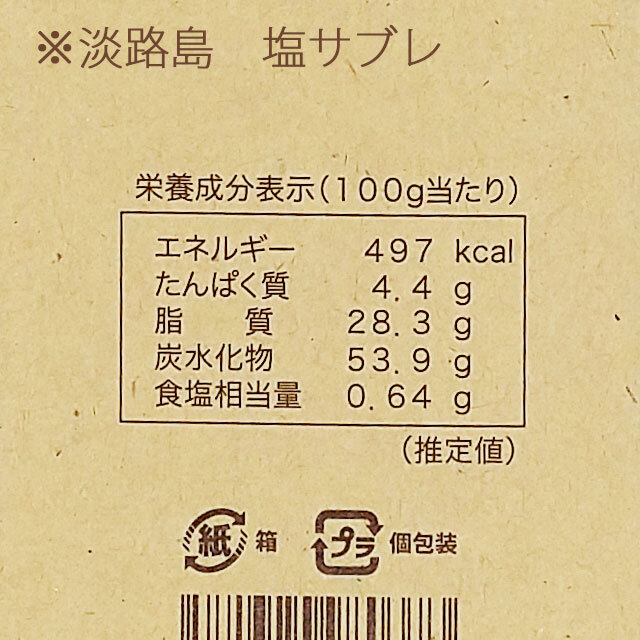 ※淡路島　塩サブレ
栄養成分表示(100g当たり)
エネルギー 497 kcal
たんぱく質 4.4 g
脂　質 28.3 g
炭水化物 53.9 g
食塩相当量 0.64 g
(推定値)
紙 箱 プラ 個包装